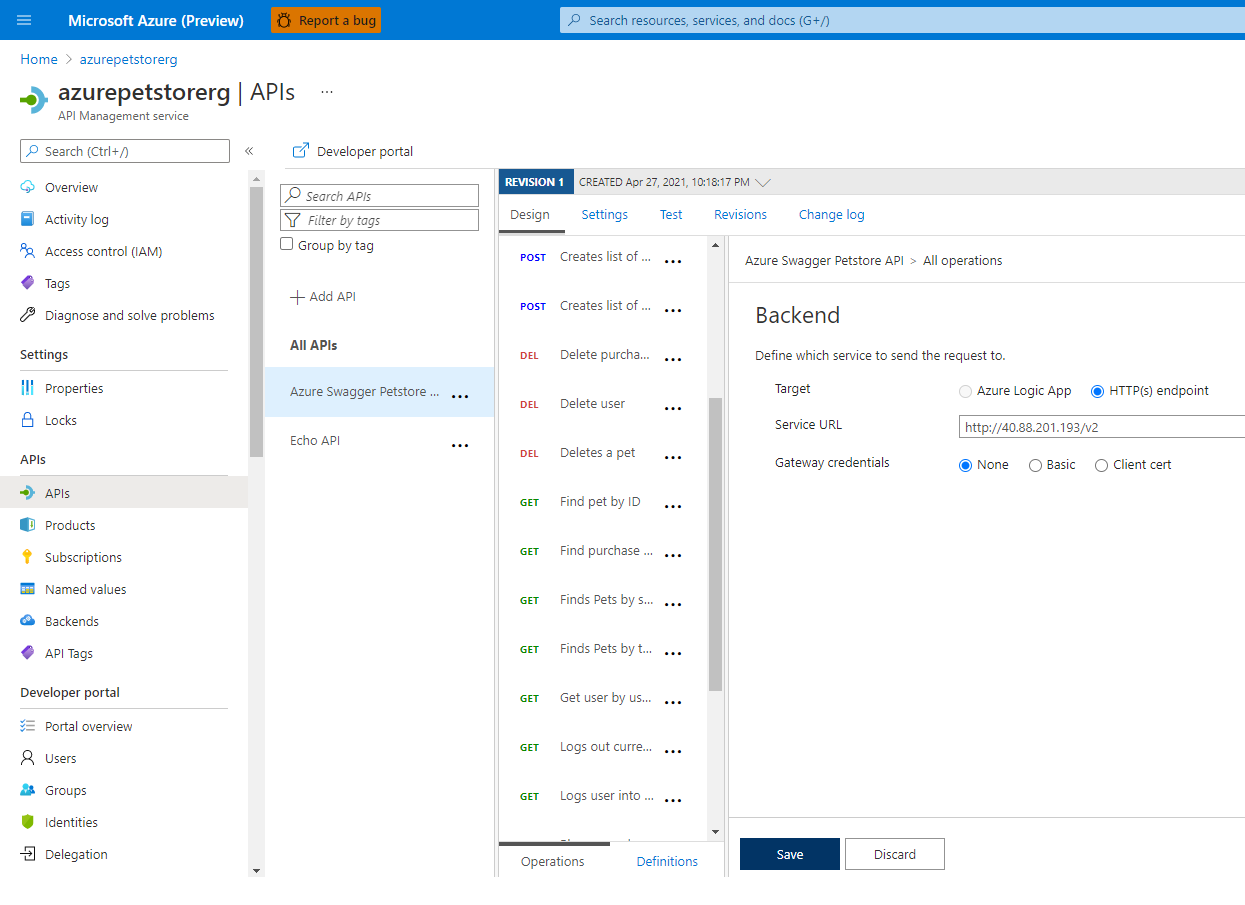 Microsoft Azure (Preview)
Report a bug
Search resources, services, and docs (G+/)
Home > azurepetstorerg
azurepetstorerg | APIs ...
API Management service
Search (Ctrl+/)
«
Overview
Activity log
Access control (IAM)
Tags
Diagnose and solve problems
Settings
Properties
Locks
APIs
APIs
Products
Subscriptions
Named values
Backends
API Tags
Developer portal
Portal overview
Users
Groups
Identities
Delegation
Developer portal
Search APIs
Filter by tags
Group by tag
+ Add API
All APIs
Azure Swagger Petstore ... ...
Echo API ...
REVISION 1 CREATED Apr 27, 2021, 10:18:17 PM
Design Settings Test Revisions Change log
POST Creates list of ... ...
POST Creates list of ... ...
DEL Delete purcha... ...
DEL Delete user ...
DEL Deletes a pet ...
GET Find pet by ID ...
GET Find purchase ... ...
GET Finds Pets by s... ...
GET Finds Pets by t... ...
GET Get user by us... ...
GET Logs out curre... ...
GET Logs user into ... ...
Operations Definitions
Azure Swagger Petstore API > All operations
Backend
Define which service to send the request to.
Target Azure Logic App HTTP(s) endpoint
Service URL http://40.88.201.193/v2
Gateway credentials None Basic Client cert
Save Discard